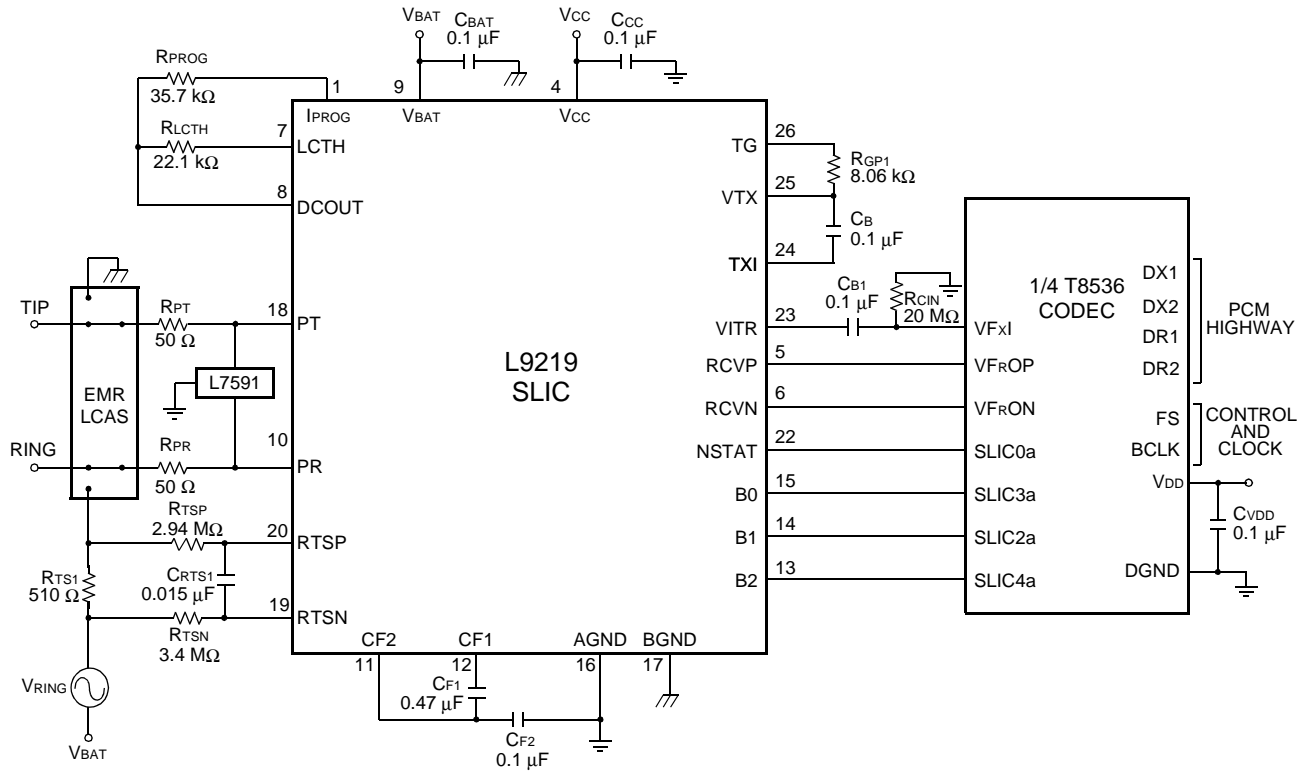 VBAT
CBAT
0.1 µF
VCC
CCC
0.1 µF
RPROG
35.7 kΩ
1
9
4
IPROG
VBAT
VCC
RLCTH
22.1 kΩ
7
LCTH
8
DCOUT
TIP
RPT
50 Ω
18
PT
EMR
LCAS
L7591
RING
RPR
50 Ω
10
PR
RTSP
2.94 MΩ
20
RTSP
RTS1
510 Ω
CRTS1
0.015 µF
19
RTSN
RTSN
3.4 MΩ
VRING
VBAT
L9219
SLIC
CF2
CF1
AGND
BGND
11
12
16
17
CF1
0.47 µF
CF2
0.1 µF
TG
26
RGP1
8.06 kΩ
VTX
25
CB
0.1 µF
TXI
24
CB1
0.1 µF
RCIN
20 MΩ
VITR
23
VFXI
RCVP
5
VFROP
RCVN
6
VFRON
NSTAT
22
SLIC0a
B0
15
SLIC3a
B1
14
SLIC2a
B2
13
SLIC4a
1/4 T8536
CODEC
DX1
DX2
DR1
DR2
PCM
HIGHWAY
FS
BCLK
CONTROL
AND
CLOCK
VDD
CVDD
0.1 µF
DGND